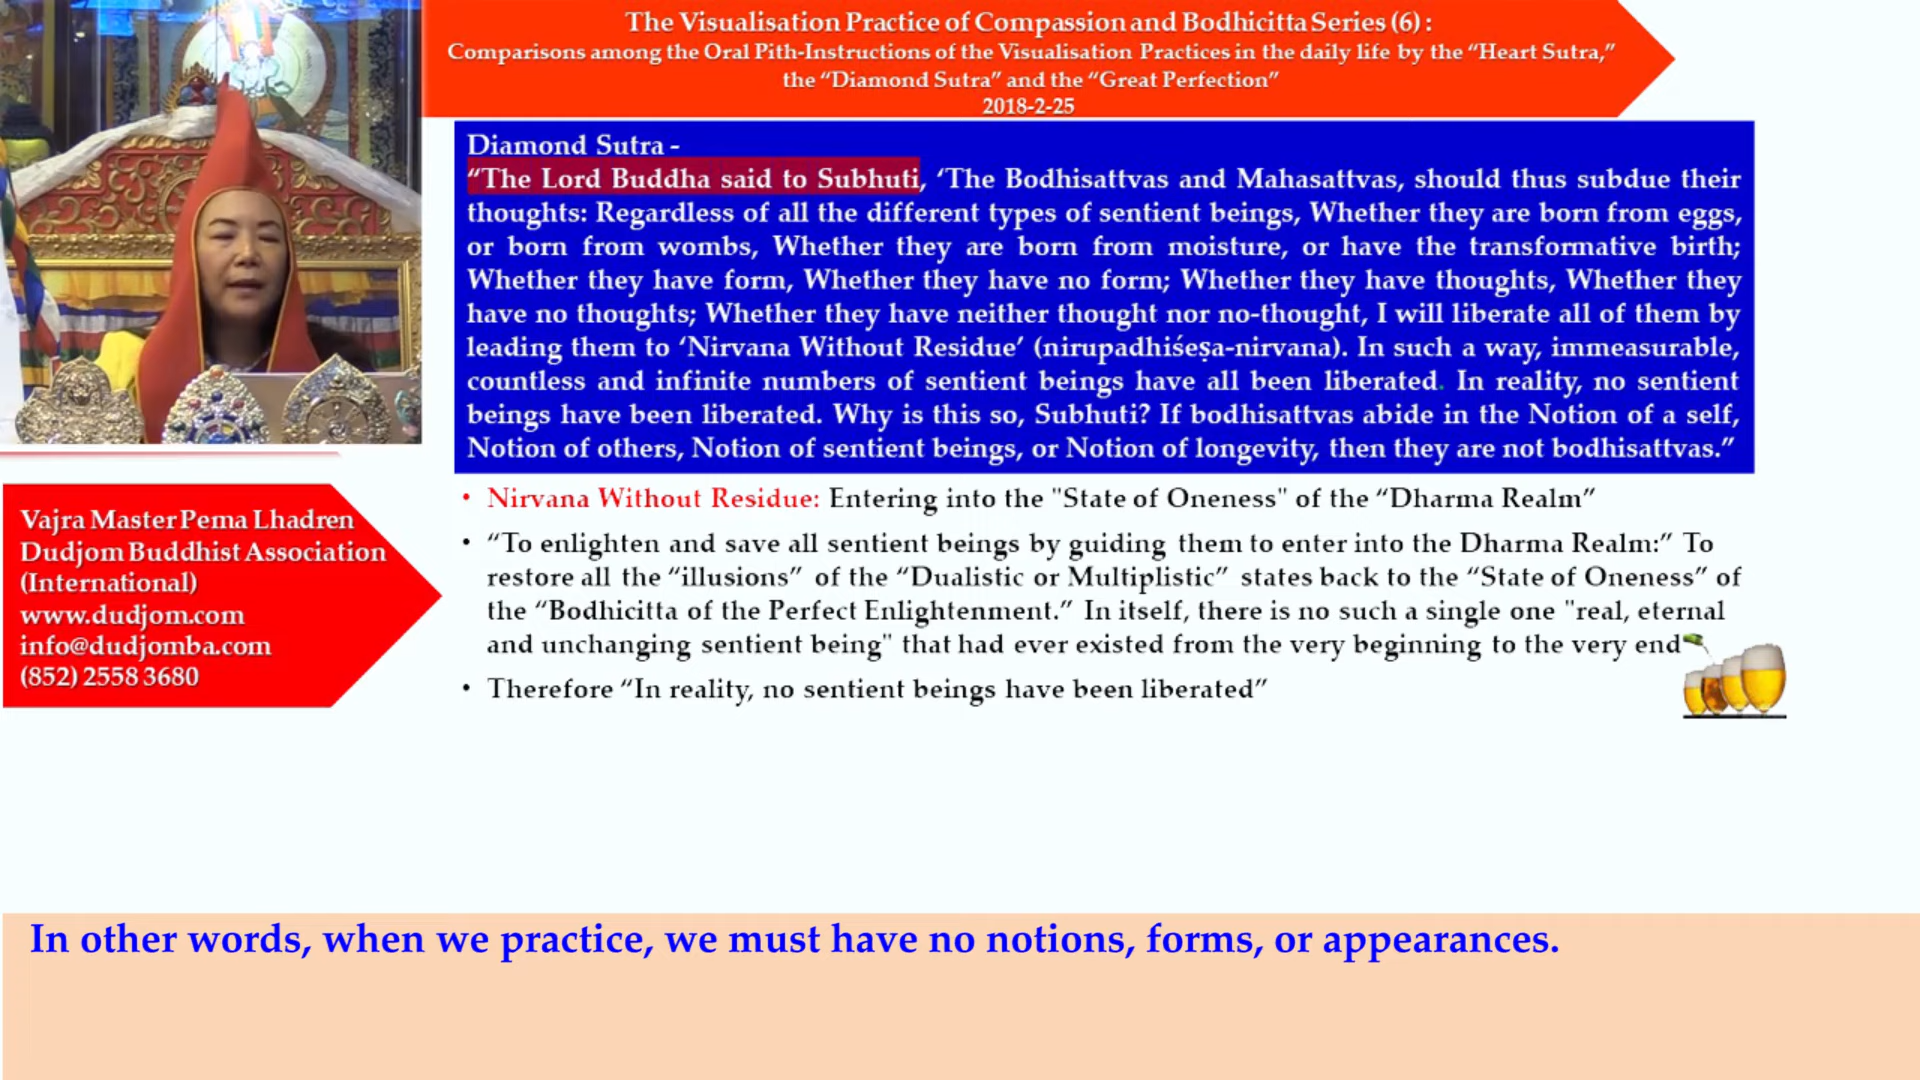 The Visualisation Practice of Compassion and Bodhicitta Series (6) :
Comparisons among the Oral Pith-Instructions of the Visualisation Practices in the daily life by the “Heart Sutra,”
the “Diamond Sutra” and the “Great Perfection”
2018-2-25
Diamond Sutra -
“The Lord Buddha said to Subhuti, ‘The Bodhisattvas and Mahasattvas, should thus subdue their
thoughts: Regardless of all the different types of sentient beings, Whether they are born from eggs,
or born from wombs, Whether they are born from moisture, or have the transformative birth;
Whether they have form, Whether they have no form; Whether they have thoughts, Whether they
have no thoughts; Whether they have neither thought nor no-thought, I will liberate all of them by
leading them to ‘Nirvana Without Residue’ (nirupadhiśeṣa-nirvana). In such a way, immeasurable,
countless and infinite numbers of sentient beings have all been liberated. In reality, no sentient
beings have been liberated. Why is this so, Subhuti? If bodhisattvas abide in the Notion of a self,
Notion of others, Notion of sentient beings, or Notion of longevity, then they are not bodhisattvas.”
• Nirvana Without Residue: Entering into the "State of Oneness" of the “Dharma Realm”
• “To enlighten and save all sentient beings by guiding them to enter into the Dharma Realm:” To
restore all the “illusions” of the “Dualistic or Multiplistic” states back to the “State of Oneness” of
the “Bodhicitta of the Perfect Enlightenment.” In itself, there is no such a single one "real, eternal
and unchanging sentient being" that had ever existed from the very beginning to the very end
• Therefore “In reality, no sentient beings have been liberated”
Vajra Master Pema Lhadren
Dudjom Buddhist Association
(International)
www.dudjom.com
info@dudjomba.com
(852) 2558 3680
In other words, when we practice, we must have no notions, forms, or appearances.